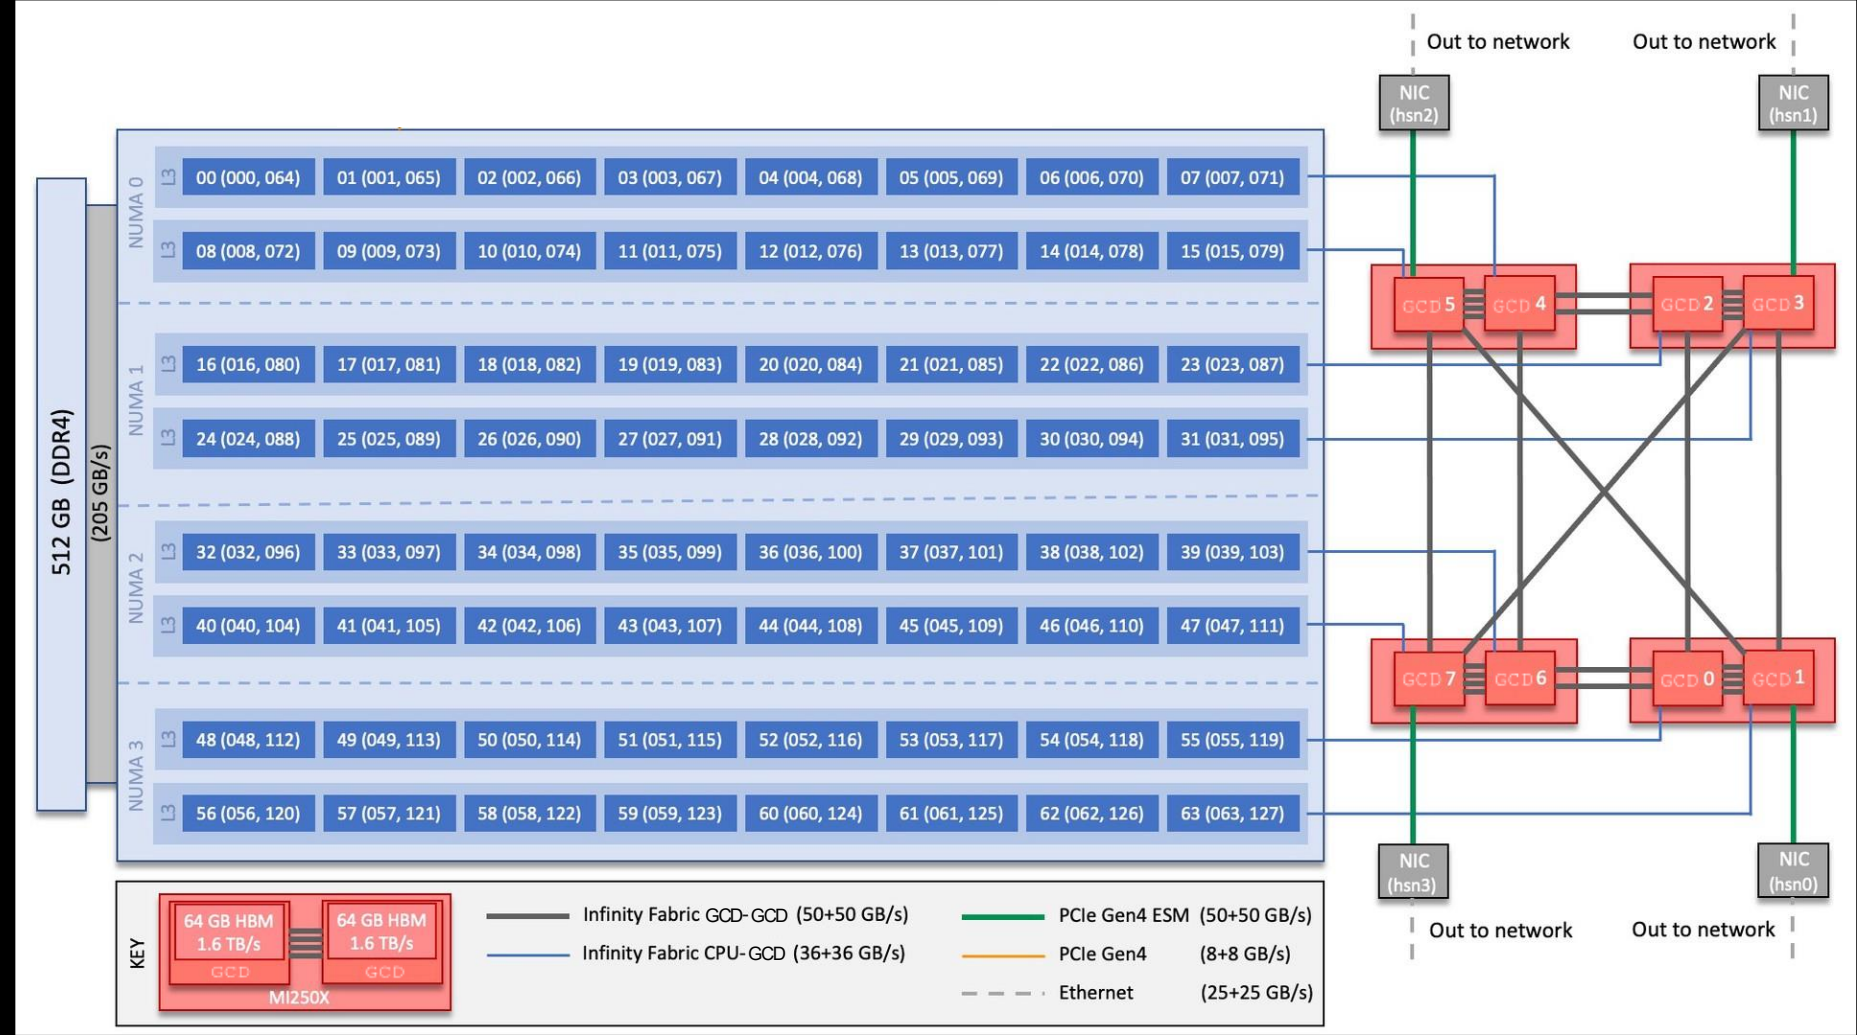 Out to network
Out to network
NIC
(hsn2)
NIC
(hsn1)
512 GB (DDR4)
(205 GB/s)
NUMA 0
L3
00 (000, 064)
01 (001, 065)
02 (002, 066)
03 (003, 067)
04 (004, 068)
05 (005, 069)
06 (006, 070)
07 (007, 071)
L3
08 (008, 072)
09 (009, 073)
10 (010, 074)
11 (011, 075)
12 (012, 076)
13 (013, 077)
14 (014, 078)
15 (015, 079)
NUMA 1
L3
16 (016, 080)
17 (017, 081)
18 (018, 082)
19 (019, 083)
20 (020, 084)
21 (021, 085)
22 (022, 086)
23 (023, 087)
L3
24 (024, 088)
25 (025, 089)
26 (026, 090)
27 (027, 091)
28 (028, 092)
29 (029, 093)
30 (030, 094)
31 (031, 095)
NUMA 2
L3
32 (032, 096)
33 (033, 097)
34 (034, 098)
35 (035, 099)
36 (036, 100)
37 (037, 101)
38 (038, 102)
39 (039, 103)
L3
40 (040, 104)
41 (041, 105)
42 (042, 106)
43 (043, 107)
44 (044, 108)
45 (045, 109)
46 (046, 110)
47 (047, 111)
NUMA 3
L3
48 (048, 112)
49 (049, 113)
50 (050, 114)
51 (051, 115)
52 (052, 116)
53 (053, 117)
54 (054, 118)
55 (055, 119)
L3
56 (056, 120)
57 (057, 121)
58 (058, 122)
59 (059, 123)
60 (060, 124)
61 (061, 125)
62 (062, 126)
63 (063, 127)
GCD 5
GCD 4
GCD 2
GCD 3
GCD 7
GCD 6
GCD 0
GCD 1
NIC
(hsn3)
NIC
(hsn0)
Out to network
Out to network
KEY
64 GB HBM
1.6 TB/s
GCD
64 GB HBM
1.6 TB/s
GCD
MI250X
Infinity Fabric GCD-GCD (50+50 GB/s)
Infinity Fabric CPU-GCD (36+36 GB/s)
PCIe Gen4 ESM (50+50 GB/s)
PCIe Gen4 (8+8 GB/s)
Ethernet (25+25 GB/s)